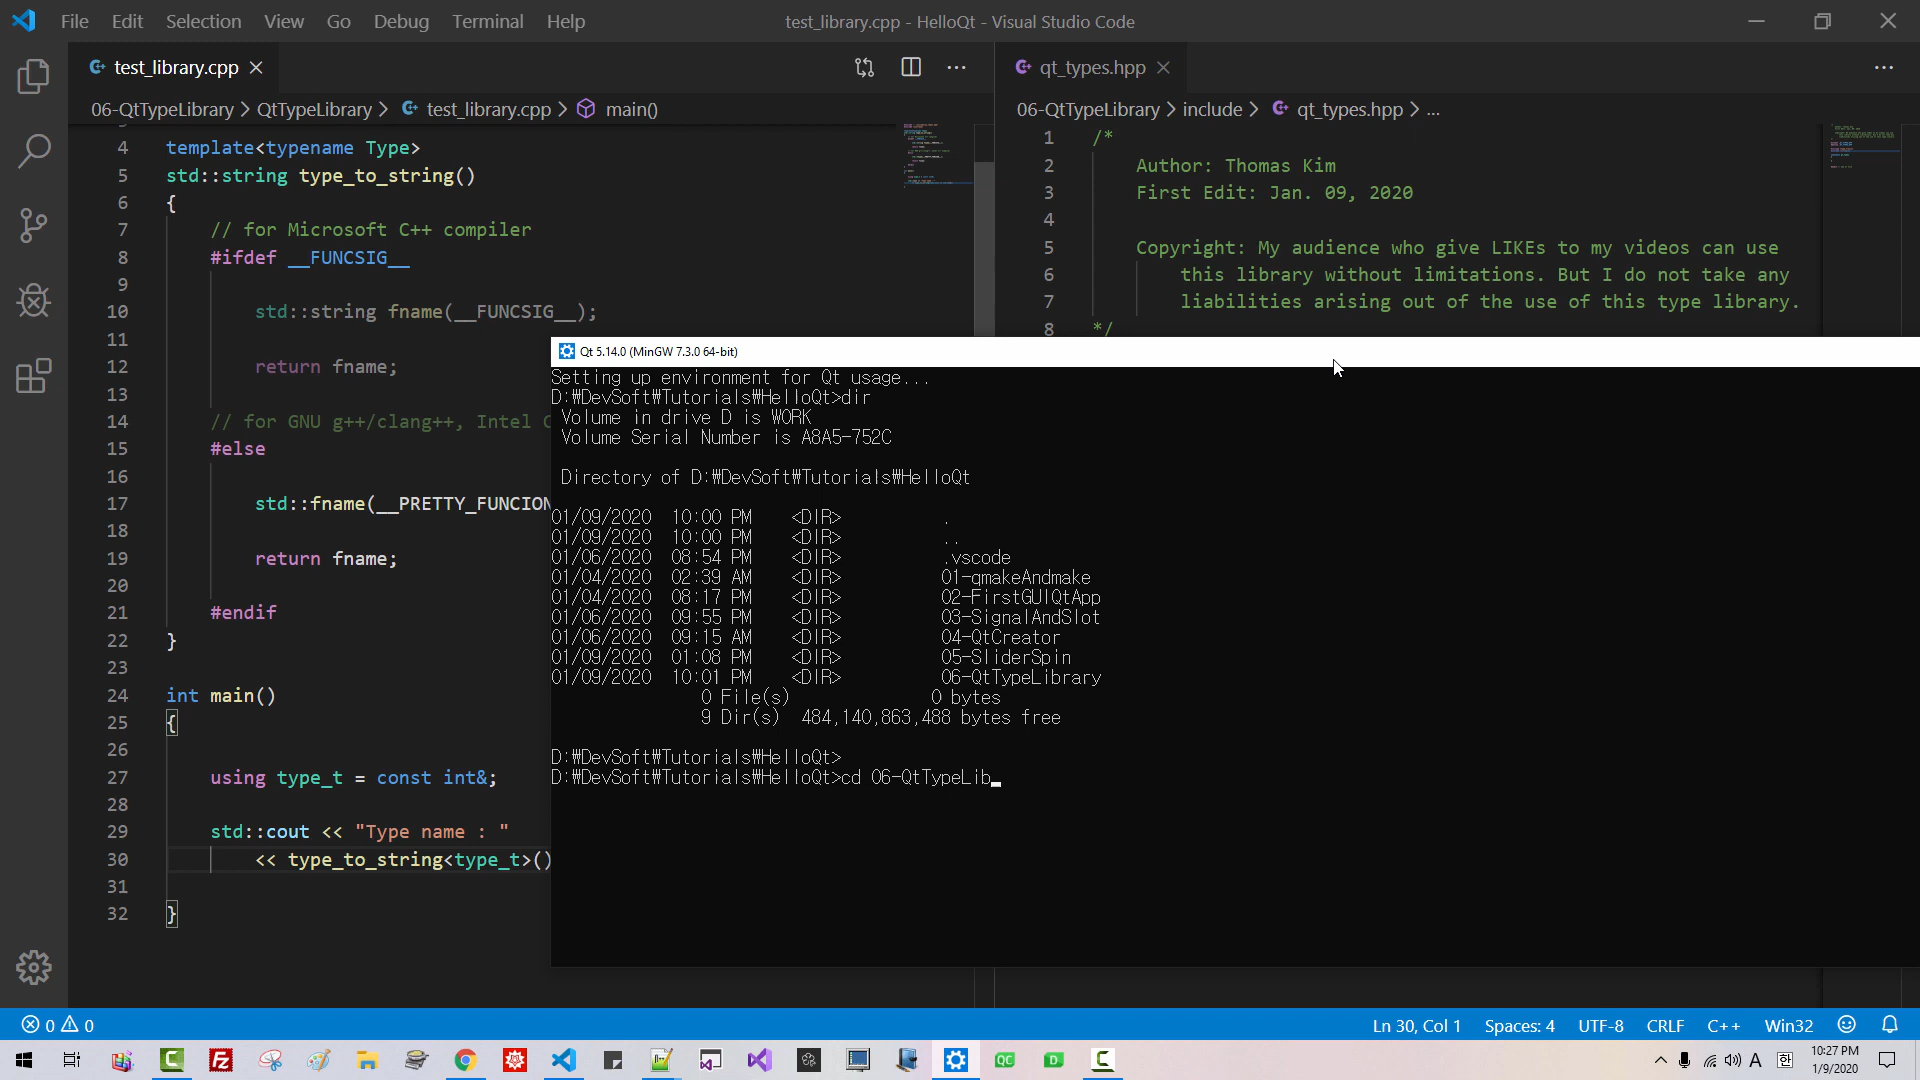 File Edit Selection View Go Debug Terminal Help
test_library.cpp - HelloQt - Visual Studio Code
test_library.cpp
06-QtTypeLibrary > QtTypeLibrary > test_library.cpp > main()
4 template<typename Type>
5 std::string type_to_string()
6 {
7 // for Microsoft C++ compiler
8 #ifdef __FUNCSIG__
9
10 std::string fname(__FUNCSIG__);
11
12 return fname;
13
14 // for GNU g++/clang++, Intel C
15 #else
16
17 std::fname(__PRETTY_FUNCION
18
19 return fname;
20
21 #endif
22 }
23
24 int main()
25 {
26
27 using type_t = const int&;
28
29 std::cout << "Type name : "
30 << type_to_string<type_t>()
31
32 }
qt_types.hpp
06-QtTypeLibrary > include > qt_types.hpp > ...
1 /*
2 Author: Thomas Kim
3 First Edit: Jan. 09, 2020
4
5 Copyright: My audience who give LIKEs to my videos can use
6 this library without limitations. But I do not take any
7 liabilities arising out of the use of this type library.
8 */
Qt 5.14.0 (MinGW 7.3.0 64-bit)
Setting up environment for Qt usage...
D:₩DevSoft₩Tutorials₩HelloQt>dir
Volume in drive D is WORK
Volume Serial Number is A8A5-752C
Directory of D:₩DevSoft₩Tutorials₩HelloQt
01/09/2020 10:00 PM <DIR> .
01/09/2020 10:00 PM <DIR> ..
01/06/2020 08:54 PM <DIR> .vscode
01/04/2020 02:39 AM <DIR> 01-qmakeAndmake
01/04/2020 08:17 PM <DIR> 02-FirstGUIQtApp
01/06/2020 09:55 PM <DIR> 03-SignalAndSlot
01/06/2020 09:15 AM <DIR> 04-QtCreator
01/09/2020 01:08 PM <DIR> 05-SliderSpin
01/09/2020 10:01 PM <DIR> 06-QtTypeLibrary
0 File(s) 0 bytes
9 Dir(s) 484,140,863,488 bytes free
D:₩DevSoft₩Tutorials₩HelloQt>
D:₩DevSoft₩Tutorials₩HelloQt>cd 06-QtTypeLib_
0 0
Ln 30, Col 1 Spaces: 4 UTF-8 CRLF C++ Win32
QC D A 한
10:27 PM
1/9/2020